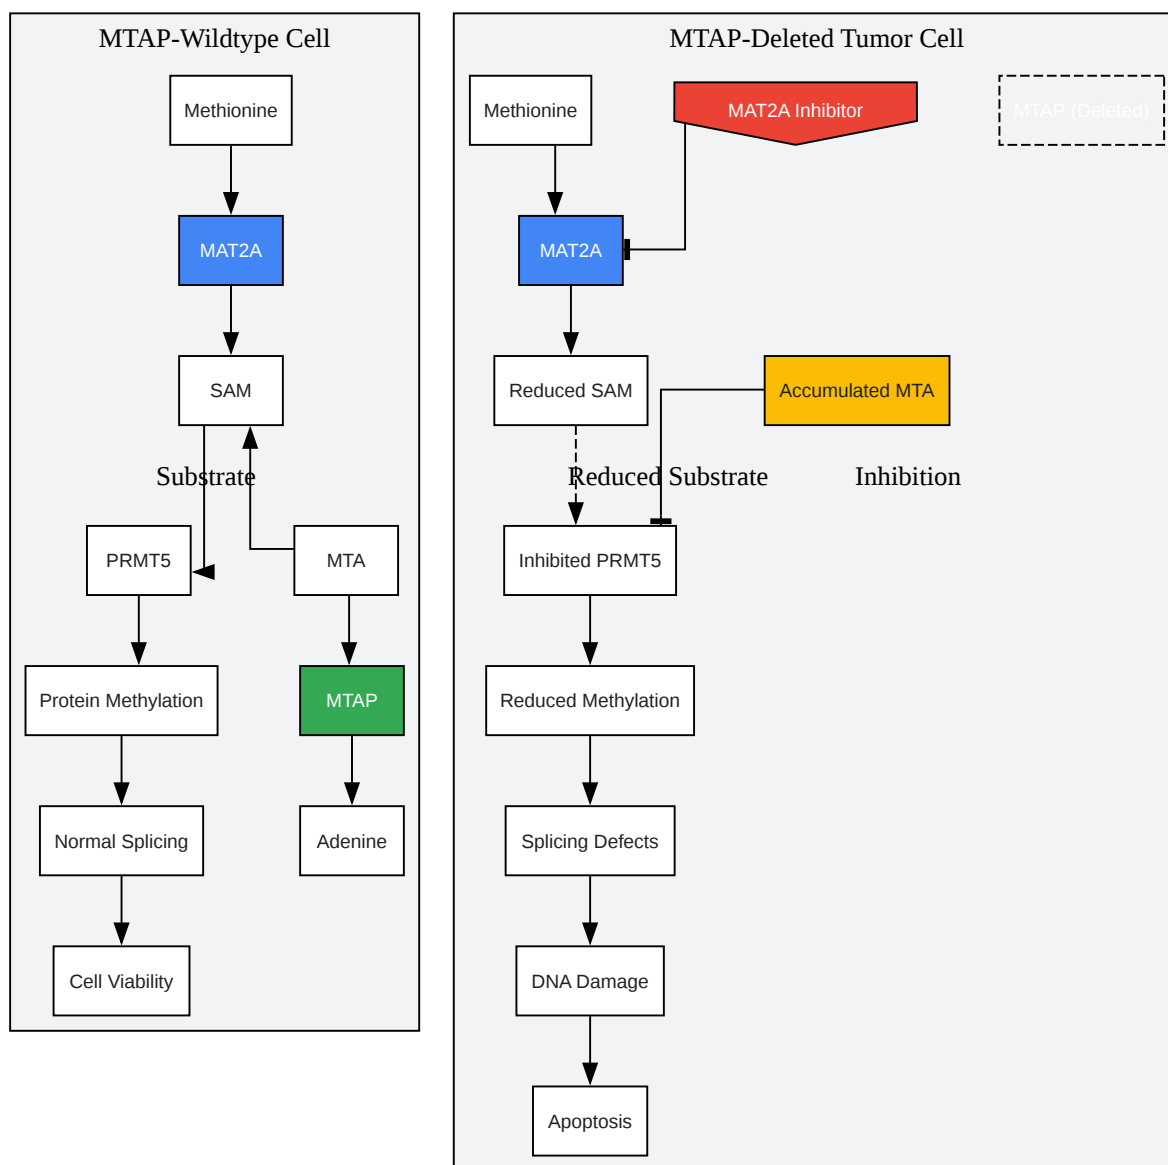 MTAP-Wildtype Cell
Methionine
MAT2A
SAM
Substrate
PRMT5
MTA
Protein Methylation
MTAP
Normal Splicing
Adenine
Cell Viability
MTAP-Deleted Tumor Cell
Methionine
MAT2A Inhibitor
MTAP (Deleted)
MAT2A
Reduced SAM
Accumulated MTA
Reduced Substrate
Inhibition
Inhibited PRMT5
Reduced Methylation
Splicing Defects
DNA Damage
Apoptosis